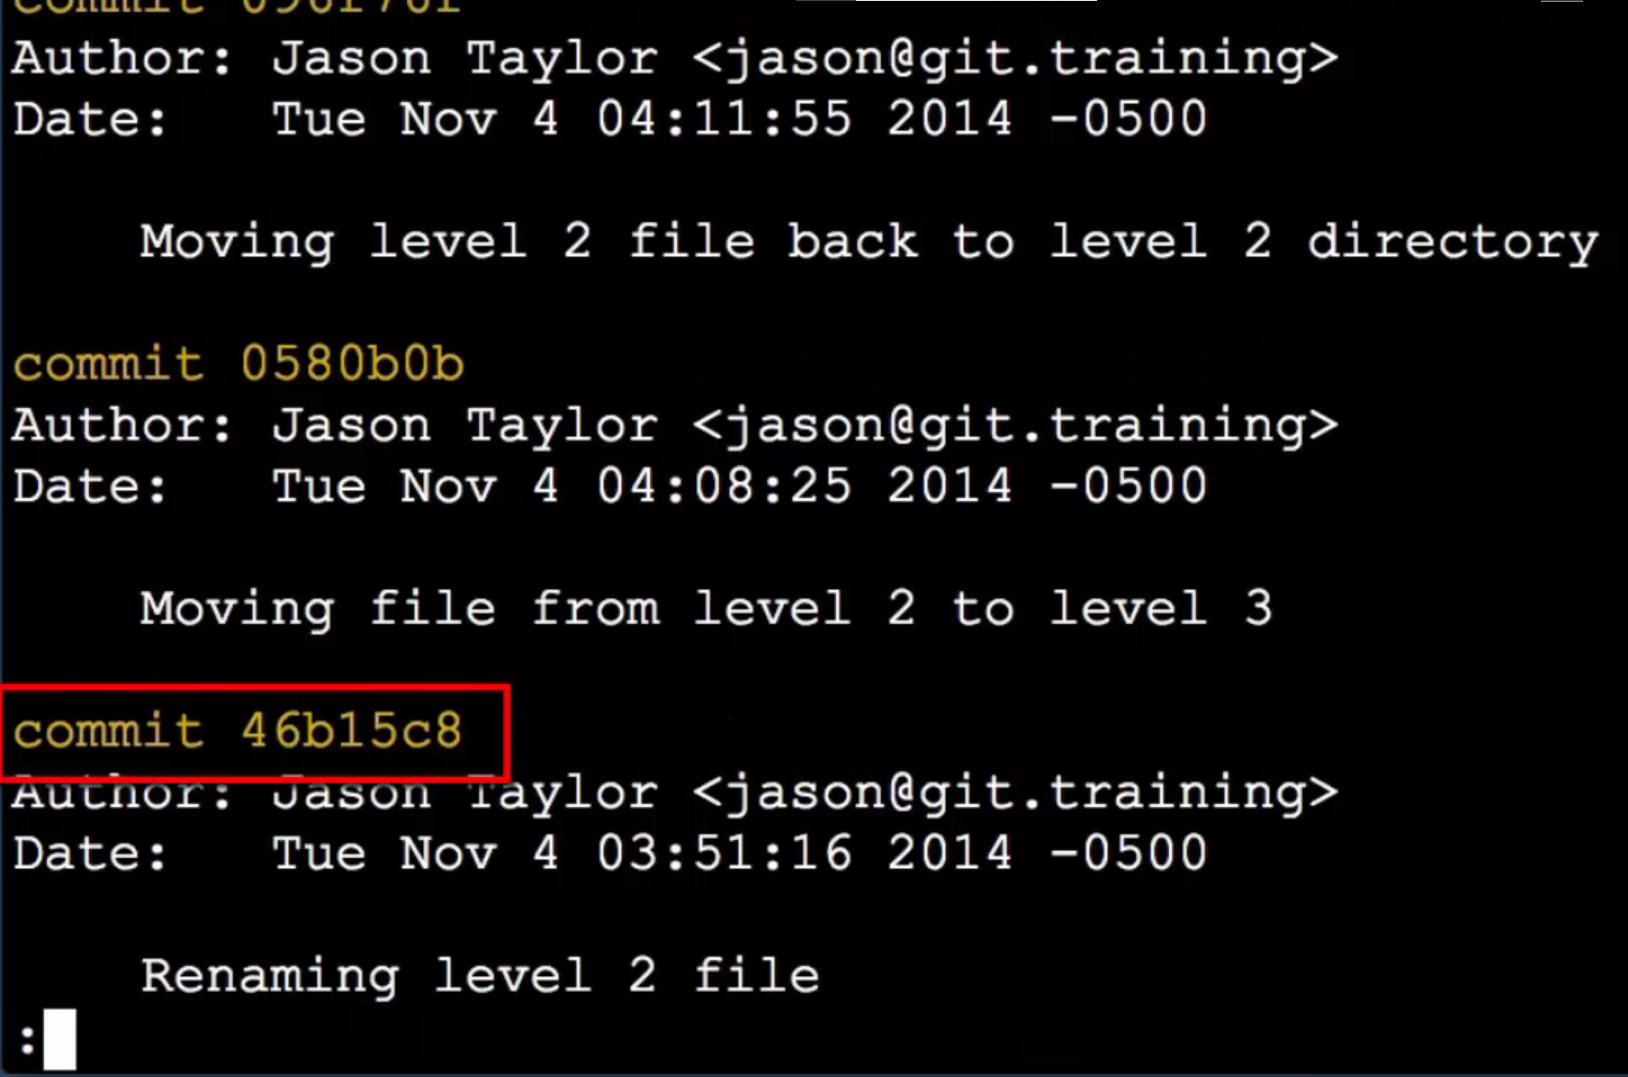 commit
Author: Jason Taylor <jason@git.training>
Date:   Tue Nov 4 04:11:55 2014 -0500
Moving level 2 file back to level 2 directory
commit 0580b0b
Author: Jason Taylor <jason@git.training>
Date:   Tue Nov 4 04:08:25 2014 -0500
Moving file from level 2 to level 3
commit 46b15c8
Author: Jason Taylor <jason@git.training>
Date:   Tue Nov 4 03:51:16 2014 -0500
Renaming level 2 file
: